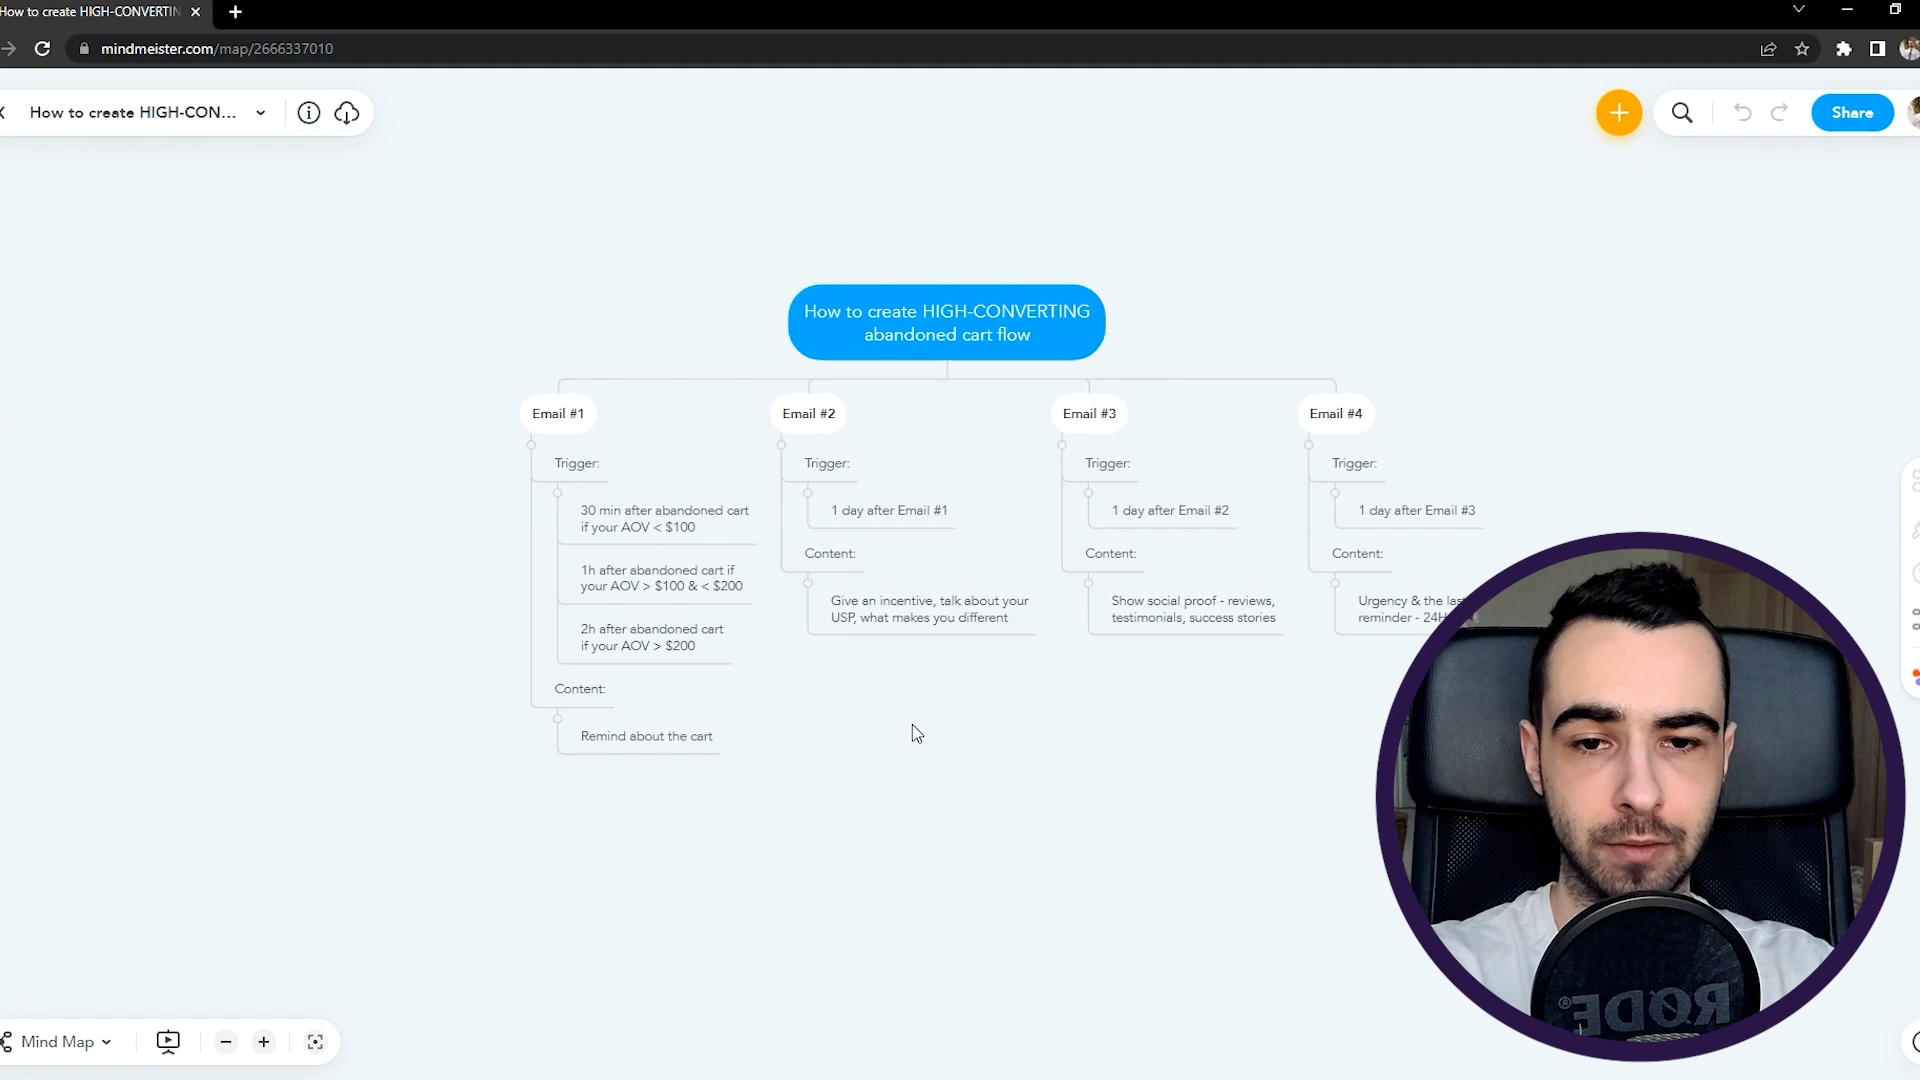 How to create HIGH-CONVERTIN
mindmeister.com/map/2666337010
How to create HIGH-CON...
Share
How to create HIGH-CONVERTING
abandoned cart flow
Email #1
Trigger:
30 min after abandoned cart
if your AOV < $100
1h after abandoned cart if
your AOV > $100 & < $200
2h after abandoned cart
if your AOV > $200
Content:
Remind about the cart
Email #2
Trigger:
1 day after Email #1
Content:
Give an incentive, talk about your
USP, what makes you different
Email #3
Trigger:
1 day after Email #2
Content:
Show social proof - reviews,
testimonials, success stories
Email #4
Trigger:
1 day after Email #3
Content:
Urgency & the las
reminder - 24H
RØDE®
Mind Map